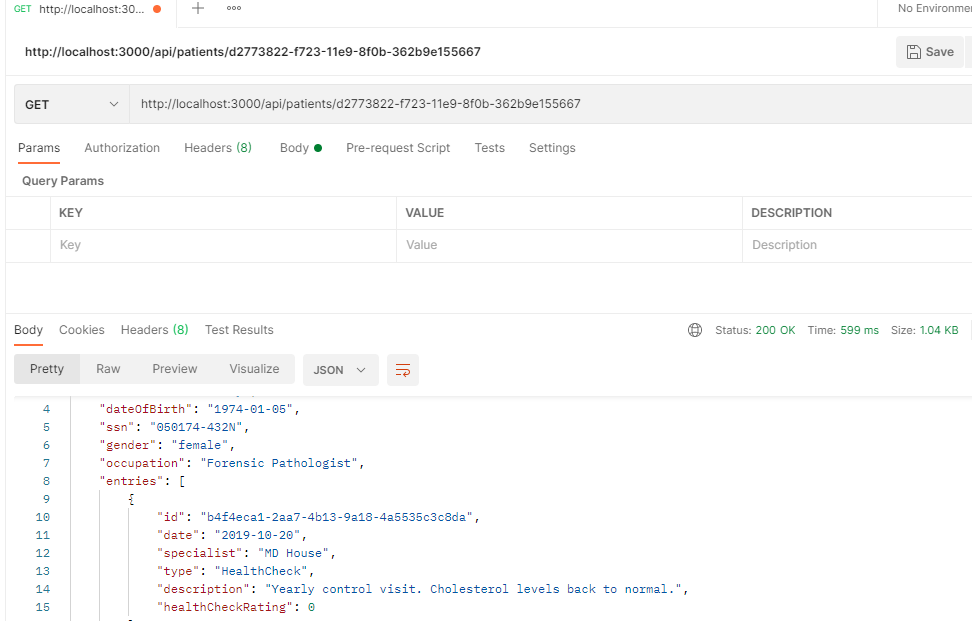 GET http://localhost:30... + ooo No Environme
http://localhost:3000/api/patients/d2773822-f723-11e9-8f0b-362b9e155667 Save
GET http://localhost:3000/api/patients/d2773822-f723-11e9-8f0b-362b9e155667
Params Authorization Headers (8) Body Pre-request Script Tests Settings
Query Params
KEY VALUE DESCRIPTION
Key Value Description
Body Cookies Headers (8) Test Results Status: 200 OK Time: 599 ms Size: 1.04 KB
Pretty Raw Preview Visualize JSON
4 "dateOfBirth": "1974-01-05",
5 "ssn": "050174-432N",
6 "gender": "female",
7 "occupation": "Forensic Pathologist",
8 "entries": [
9 {
10 "id": "b4f4eca1-2aa7-4b13-9a18-4a5535c3c8da",
11 "date": "2019-10-20",
12 "specialist": "MD House",
13 "type": "HealthCheck",
14 "description": "Yearly control visit. Cholesterol levels back to normal.",
15 "healthCheckRating": 0